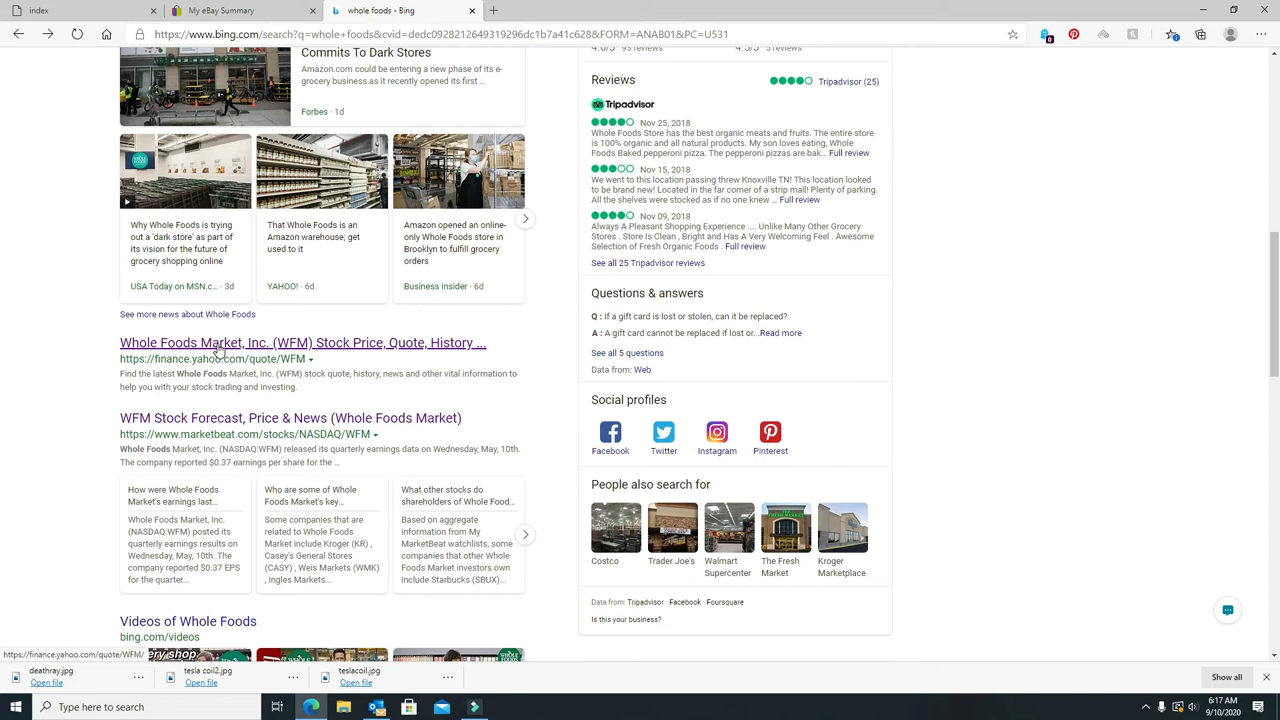 index
My ebay Selling
whole foods - Bing
https://www.bing.com/search?q=whole+foods&cvid=dedc0928212649319296dc1b7a41c628&FORM=ANAB01&PC=U531
Commits To Dark Stores
Amazon.com could be entering a new phase of its e-
grocery business as it recently opened its first ...
Forbes · 1d
Why Whole Foods is trying
out a 'dark store' as part of
its vision for the future of
grocery shopping online
USA Today on MSN.c... · 3d
That Whole Foods is an
Amazon warehouse; get
used to it
YAHOO! · 6d
Amazon opened an online-
only Whole Foods store in
Brooklyn to fulfill grocery
orders
Business Insider · 6d
See more news about Whole Foods
Whole Foods Market, Inc. (WFM) Stock Price, Quote, History ...
https://finance.yahoo.com/quote/WFM
Find the latest Whole Foods Market, Inc. (WFM) stock quote, history, news and other vital information to
help you with your stock trading and investing.
WFM Stock Forecast, Price & News (Whole Foods Market)
https://www.marketbeat.com/stocks/NASDAQ/WFM
Whole Foods Market, Inc. (NASDAQ:WFM) released its quarterly earnings data on Wednesday, May, 10th.
The company reported $0.37 earnings per share for the ...
How were Whole Foods
Market's earnings last...
Whole Foods Market, Inc.
(NASDAQ:WFM) posted its
quarterly earnings results on
Wednesday, May, 10th. The
company reported $0.37 EPS
for the quarter...
Who are some of Whole
Foods Market's key...
Some companies that are
related to Whole Foods
Market include Kroger (KR) ,
Casey's General Stores
(CASY) , Weis Markets (WMK)
, Ingles Markets...
What other stocks do
shareholders of Whole Food...
Based on aggregate
information from My
MarketBeat watchlists, some
companies that other Whole
Foods Market investors own
include Starbucks (SBUX)...
Videos of Whole Foods
bing.com/videos
4.6/5 · 93 reviews
4.5/5 · 5 reviews
Reviews
Tripadvisor (25)
Tripadvisor
Nov 25, 2018
Whole Foods Store has the best organic meats and fruits. The entire store
is 100% organic and all natural products. My son loves eating, Whole
Foods Baked pepperoni pizza. The pepperoni pizzas are bak... Full review
Nov 15, 2018
We went to this location passing threw Knoxville TN! This location looked
to be brand new! Located in the far corner of a strip mall! Plenty of parking.
All the shelves were stocked as if no one knew ... Full review
Nov 09, 2018
Always A Pleasant Shopping Experience .... Unlike Many Other Grocery
Stores . Store Is Clean , Bright and Has A Very Welcoming Feel . Awesome
Selection of Fresh Organic Foods . Full review
See all 25 Tripadvisor reviews
Questions & answers
Q : If a gift card is lost or stolen, can it be replaced?
A : A gift card cannot be replaced if lost or...Read more
See all 5 questions
Data from: Web
Social profiles
Facebook
Twitter
Instagram
Pinterest
People also search for
Costco
Trader Joe's
Walmart
Supercenter
The Fresh
Market
Kroger
Marketplace
Data from: Tripadvisor · Facebook · Foursquare
Is this your business?
https://finance.yahoo.com/quote/WFM/
deathray.jpg
Open file
tesla coil2.jpg
Open file
teslacoil.jpg
Open file
Show all
Type here to search
6:17 AM
9/10/2020